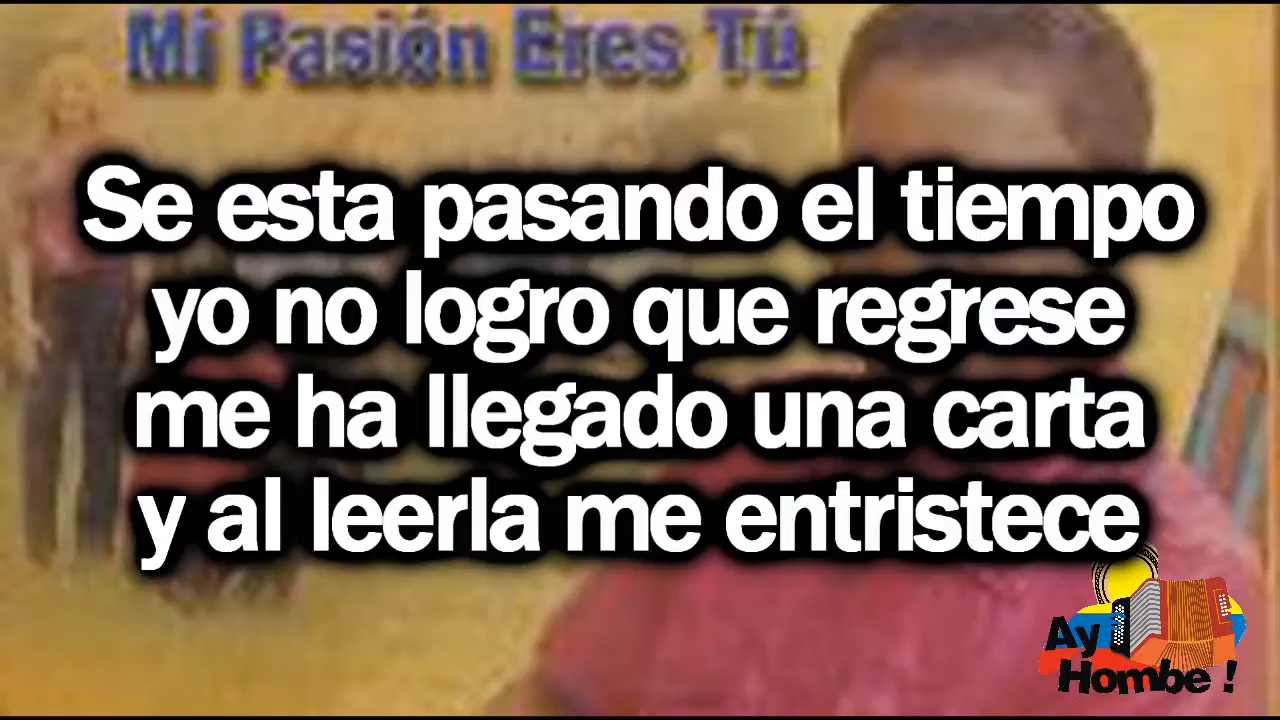 Mi Pasión Eres Tú
Se esta pasando el tiempo
yo no logro que regrese
me ha llegado una carta
y al leerla me entristece
Ay
Hombe !